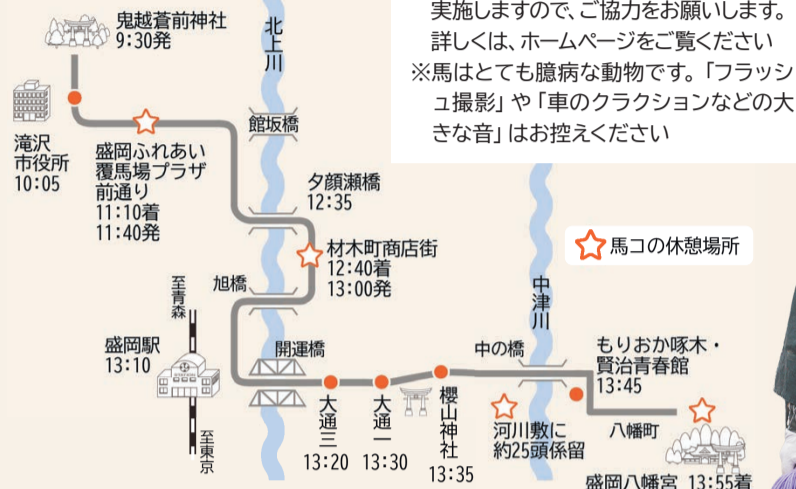 実施しますので、ご協力をお願いします。
詳しくは、ホームページをご覧ください
※馬はとても臆病な動物です。「フラッシ
ュ撮影」や「車のクラクションなどの大
きな音」はお控えください
鬼越蒼前神社
9:30発
北上川
滝沢
市役所
10:05
盛岡ふれあい
覆馬場プラザ
前通り
11:10着
11:40発
館坂橋
夕顔瀬橋
12:35
馬コの休憩場所
材木町商店街
12:40着
13:00発
旭橋
中津川
至青森
盛岡駅
13:10
至東京
開運橋
大通三
13:20
大通一
13:30
櫻山神社
13:35
中の橋
もりおか啄木・
賢治青春館
13:45
河川敷に
約25頭係留
八幡町
盛岡八幡宮 13:55着